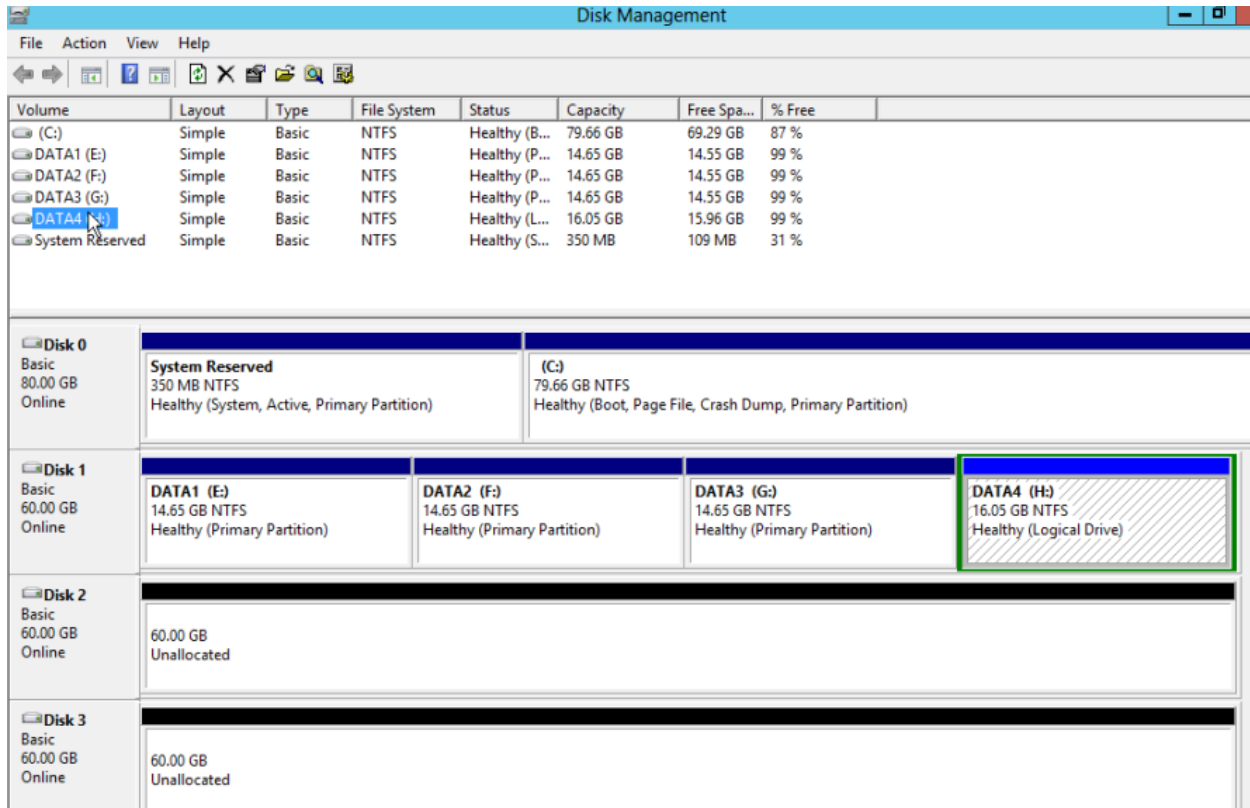 Disk Management
File Action View Help
Volume Layout Type File System Status Capacity Free Spa... % Free
(C:) Simple Basic NTFS Healthy (B... 79.66 GB 69.29 GB 87 %
DATA1 (E:) Simple Basic NTFS Healthy (P... 14.65 GB 14.55 GB 99 %
DATA2 (F:) Simple Basic NTFS Healthy (P... 14.65 GB 14.55 GB 99 %
DATA3 (G:) Simple Basic NTFS Healthy (P... 14.65 GB 14.55 GB 99 %
DATA4 (H:) Simple Basic NTFS Healthy (L... 16.05 GB 15.96 GB 99 %
System Reserved Simple Basic NTFS Healthy (S... 350 MB 109 MB 31 %
Disk 0
Basic
80.00 GB
Online
System Reserved
350 MB NTFS
Healthy (System, Active, Primary Partition)
(C:)
79.66 GB NTFS
Healthy (Boot, Page File, Crash Dump, Primary Partition)
Disk 1
Basic
60.00 GB
Online
DATA1 (E:)
14.65 GB NTFS
Healthy (Primary Partition)
DATA2 (F:)
14.65 GB NTFS
Healthy (Primary Partition)
DATA3 (G:)
14.65 GB NTFS
Healthy (Primary Partition)
DATA4 (H:)
16.05 GB NTFS
Healthy (Logical Drive)
Disk 2
Basic
60.00 GB
Online
60.00 GB
Unallocated
Disk 3
Basic
60.00 GB
Online
60.00 GB
Unallocated